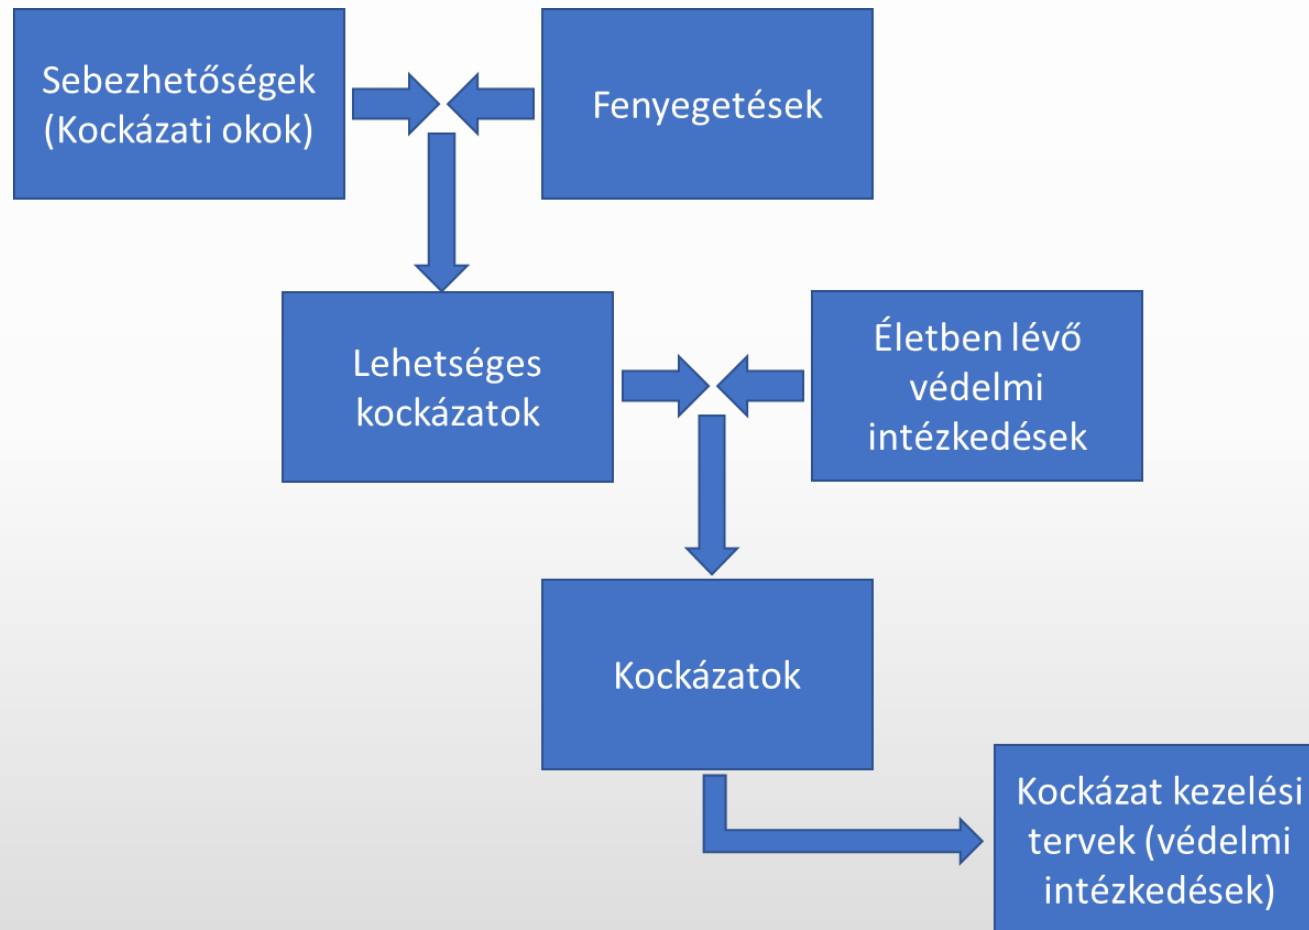 Sebezhetőségek
(Kockázati okok)
Fenyegetések
Lehetséges
kockázatok
Életben lévő
védelmi
intézkedések
Kockázatok
Kockázat kezelési
tervek (védelmi
intézkedések)